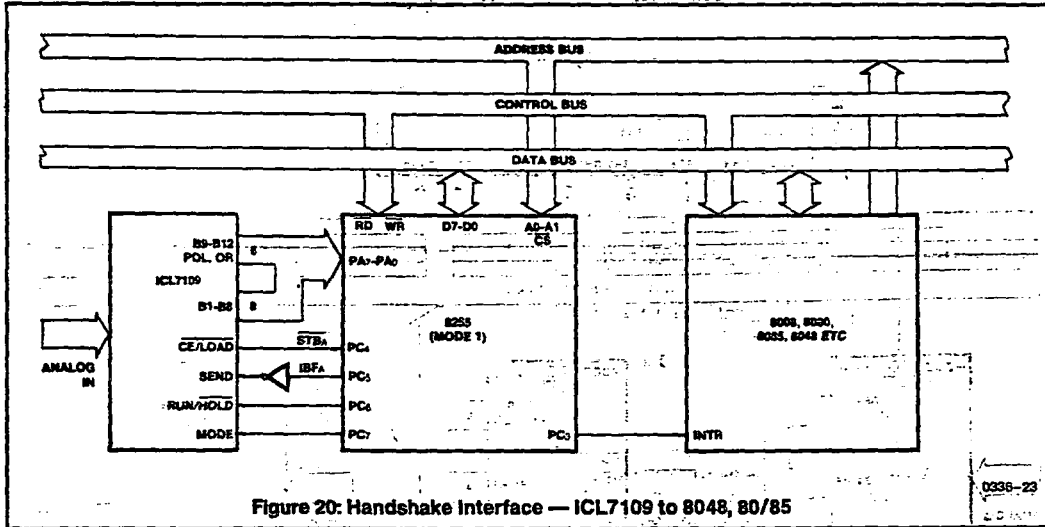 ADDRESS BUS
CONTROL BUS
DATA BUS
RD WR D7-D0 A0-A1
CS
B9-B12
POL, OR
6
PA7-PA0
ICL7109
B1-B8 8
8255
(MODE 1)
8008, 8080,
8085, 8048 ETC
CE/LOAD STBA PC4
ANALOG
IN
SEND IBFA PC5
RUN/HOLD PC6
MODE PC7
PC3 INTR
0336-23
Figure 20: Handshake Interface — ICL7109 to 8048, 80/85